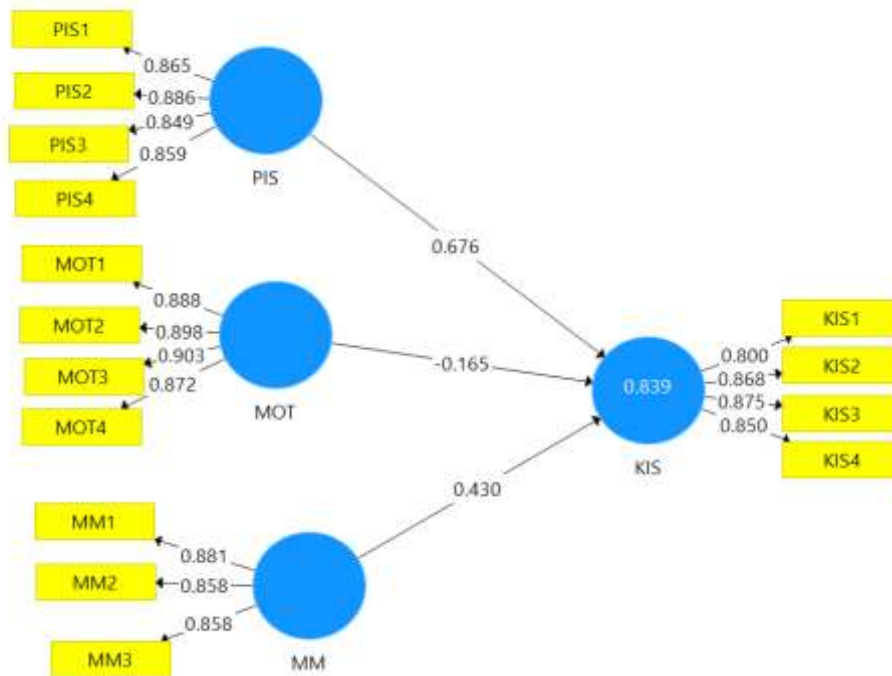 PIS1
0.865
PIS2
0.886
PIS3
0.849
PIS4
0.859
PIS
0.676
MOT1
0.888
MOT2
0.898
MOT3
0.903
MOT4
0.872
MOT
-0.165
MM1
0.881
MM2
0.858
MM3
0.858
MM
0.430
0.839
KIS
KIS1
0.800
KIS2
0.868
KIS3
0.875
KIS4
0.850